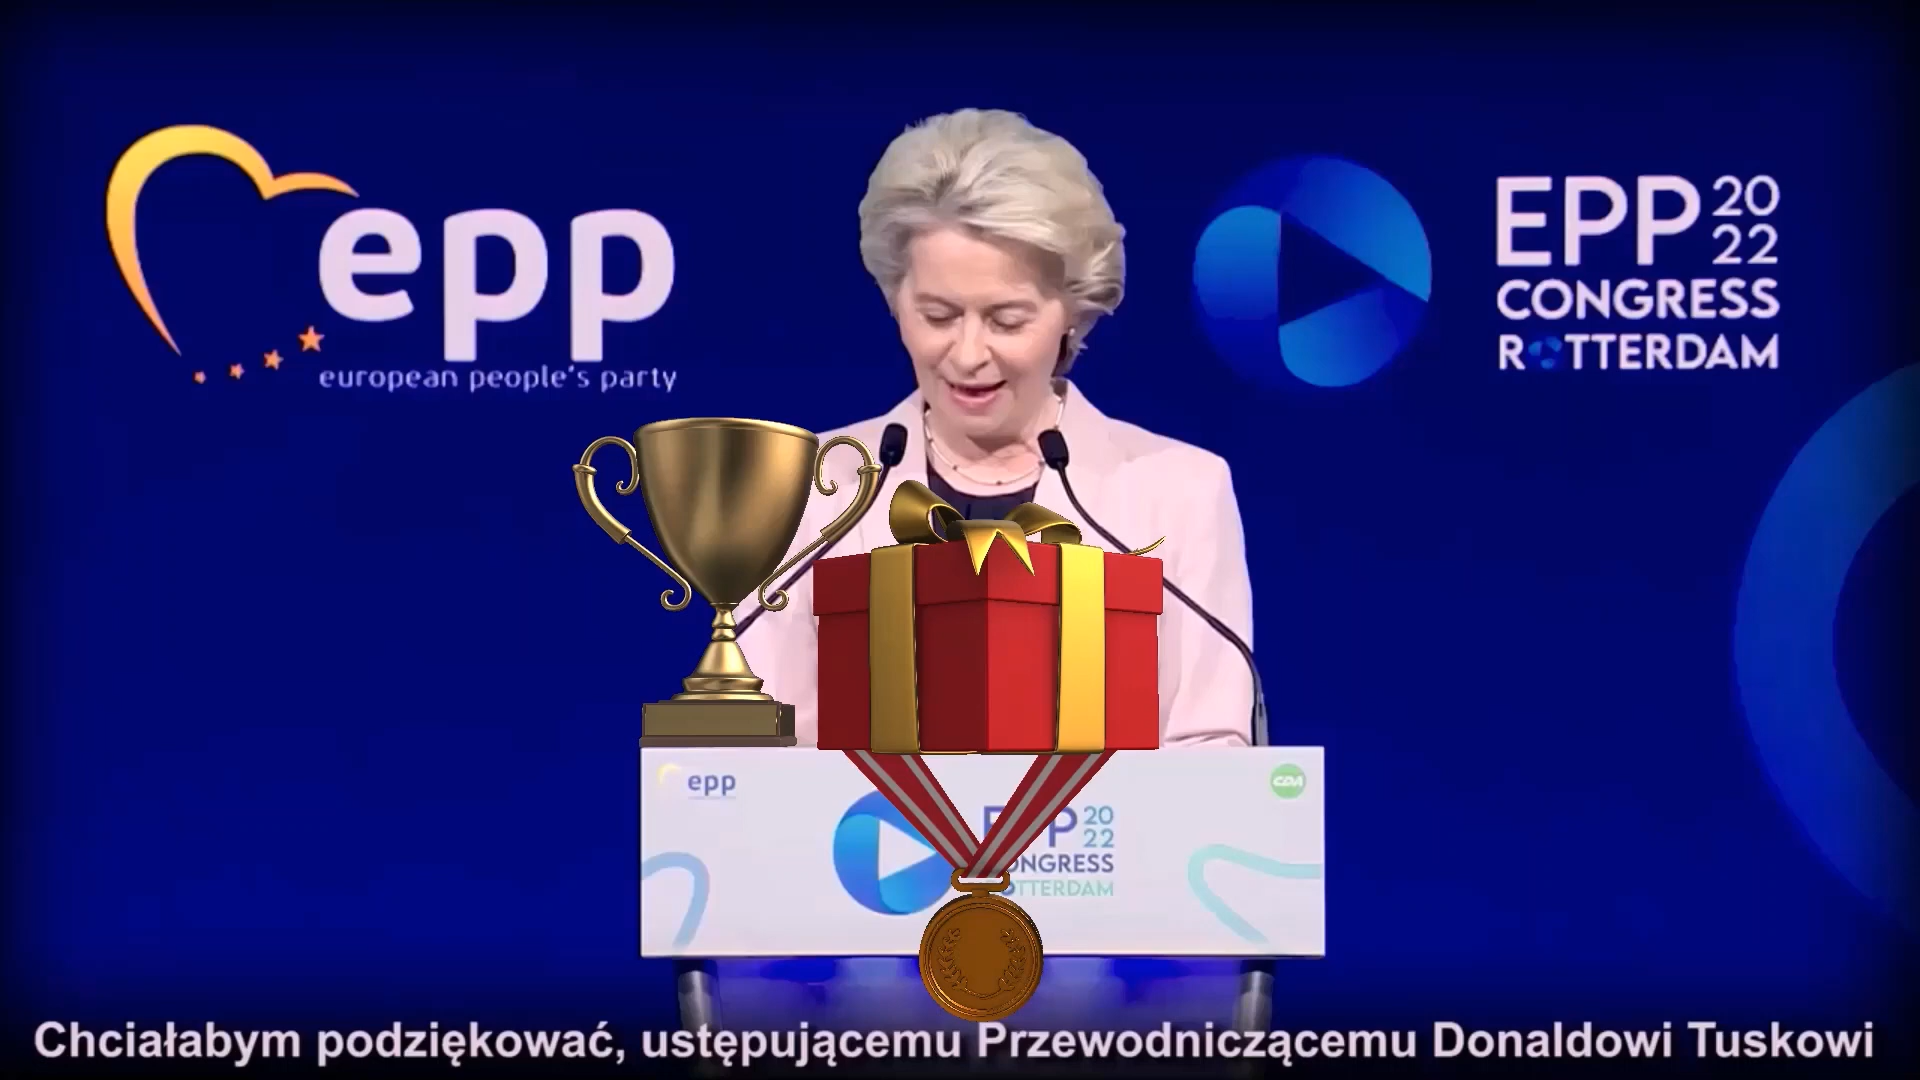 epp
european people's party
EPP 20
22
CONGRESS
ROTTERDAM
epp
CDA
20
22
CONGRESS
ROTTERDAM
Chciałabym podziękować, ustępującemu Przewodniczącemu Donaldowi Tuskowi